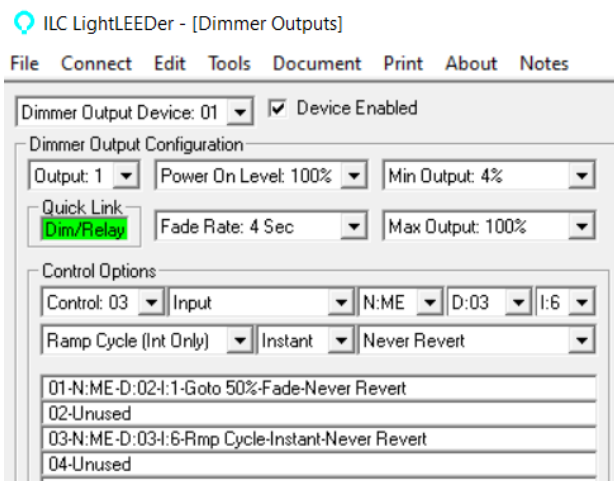 ILC LightLEEDer - [Dimmer Outputs]
File Connect Edit Tools Document Print About Notes
Dimmer Output Device: 01 Device Enabled
Dimmer Output Configuration
Output: 1 Power On Level: 100% Min Output: 4%
Quick Link
Dim/Relay Fade Rate: 4 Sec Max Output: 100%
Control Options
Control: 03 Input N:ME D:03 I:6
Ramp Cycle (Int Only) Instant Never Revert
01-N:ME-D:02-I:1-Goto 50%-Fade-Never Revert
02-Unused
03-N:ME-D:03-I:6-Rmp Cycle-Instant-Never Revert
04-Unused